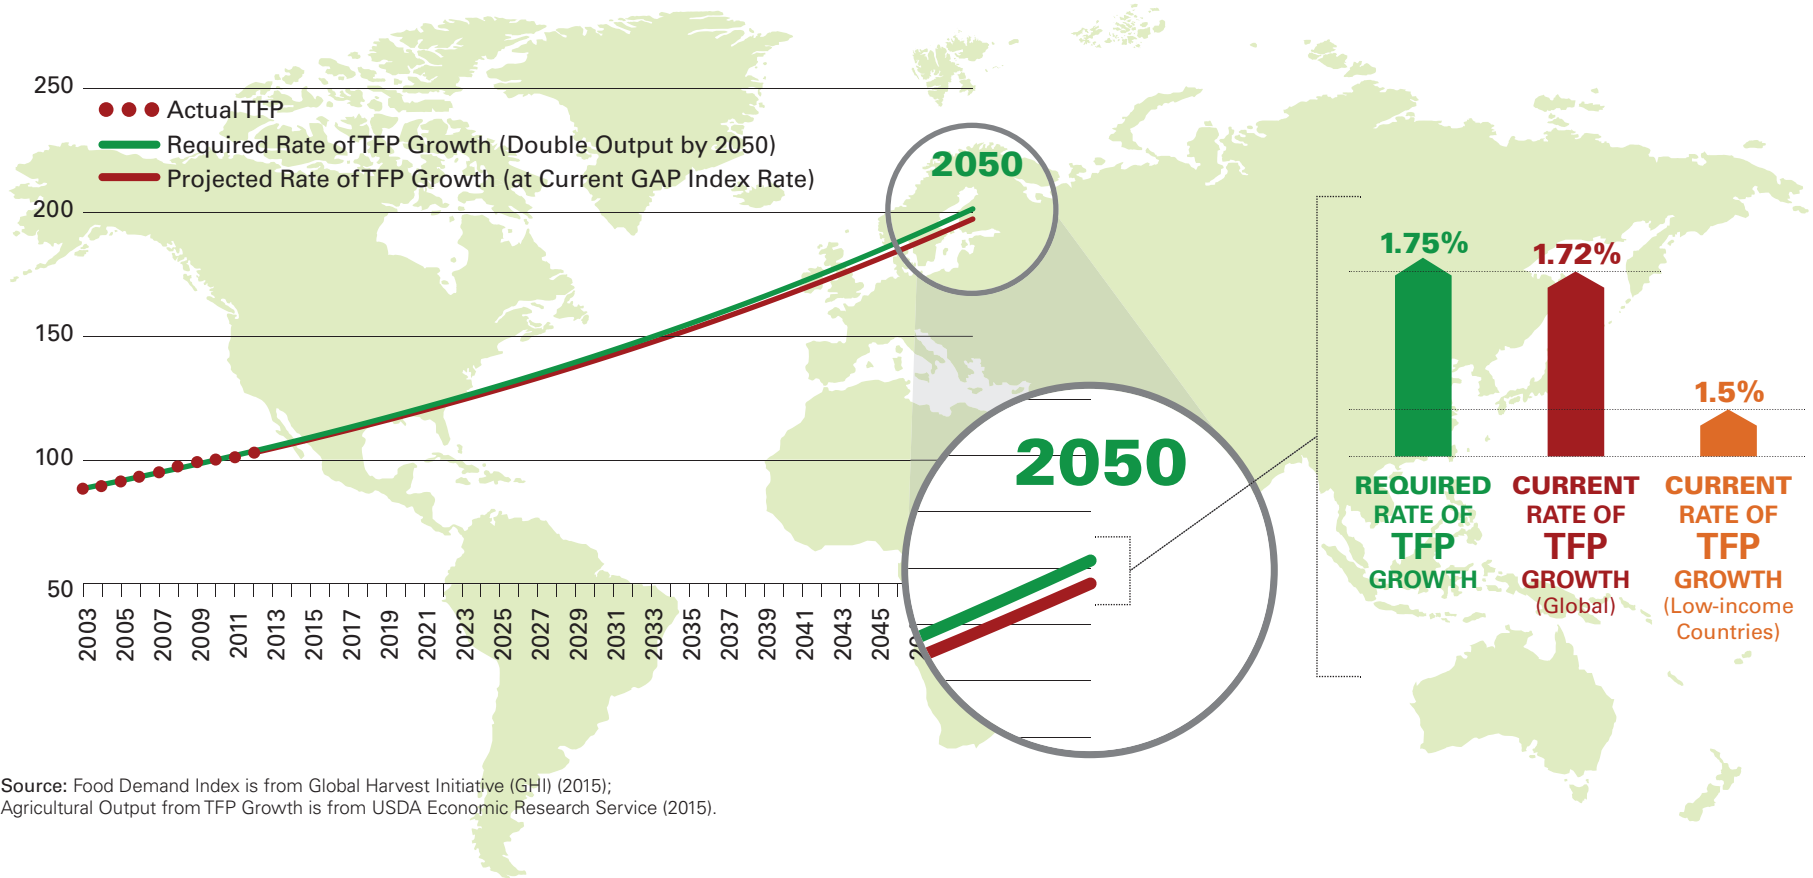 250
200
150
100
50
Actual TFP
Required Rate of TFP Growth (Double Output by 2050)
Projected Rate of TFP Growth (at Current GAP Index Rate)
2050
2003
2005
2007
2009
2011
2013
2015
2017
2019
2021
2023
2025
2027
2029
2031
2033
2035
2037
2039
2041
2043
2045
2050
1.75%
REQUIRED
RATE OF
TFP
GROWTH
1.72%
CURRENT
RATE OF
TFP
GROWTH
(Global)
1.5%
CURRENT
RATE OF
TFP
GROWTH
(Low-income
Countries)
Source: Food Demand Index is from Global Harvest Initiative (GHI) (2015);
Agricultural Output from TFP Growth is from USDA Economic Research Service (2015).